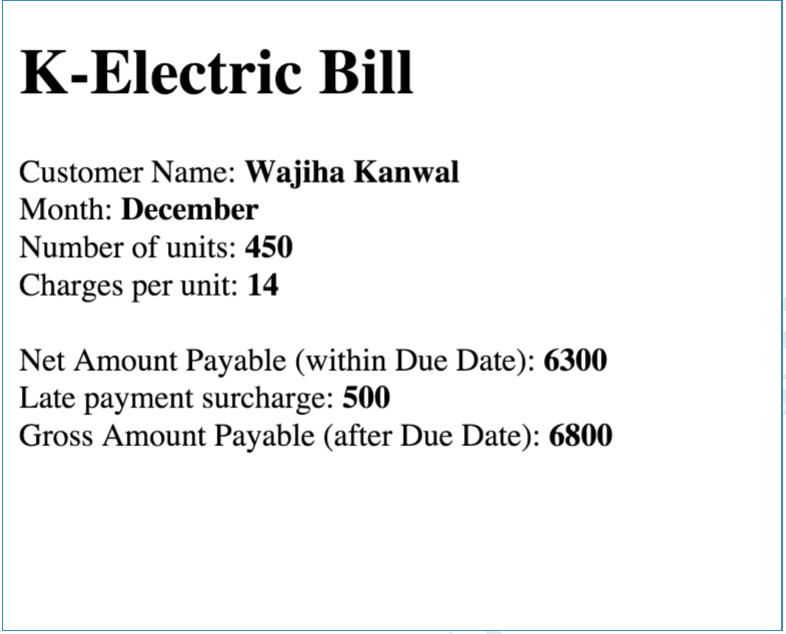 K-Electric Bill
Customer Name: Wajiha Kanwal
Month: December
Number of units: 450
Charges per unit: 14
Net Amount Payable (within Due Date): 6300
Late payment surcharge: 500
Gross Amount Payable (after Due Date): 6800